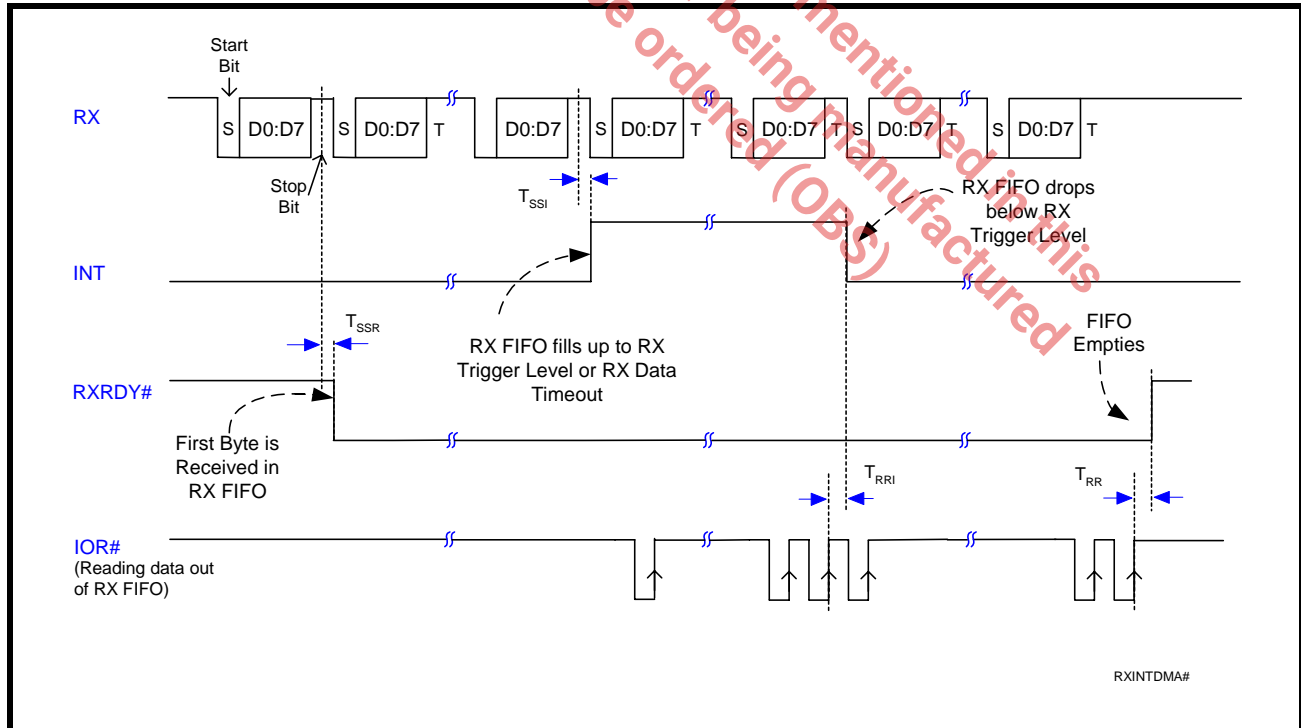 mentioned in this
being manufactured
be ordered (OBS)
Start
Bit
RX
S D0:D7 S D0:D7 T D0:D7 S D0:D7 T S D0:D7 T S D0:D7 T S D0:D7 T
Stop
Bit
TSSI
RX FIFO drops
below RX
Trigger Level
INT
TSSR
RX FIFO fills up to RX
Trigger Level or RX Data
Timeout
FIFO
Empties
RXRDY#
First Byte is
Received in
RX FIFO
TRRI
TRR
IOR#
(Reading data out
of RX FIFO)
RXINTDMA#